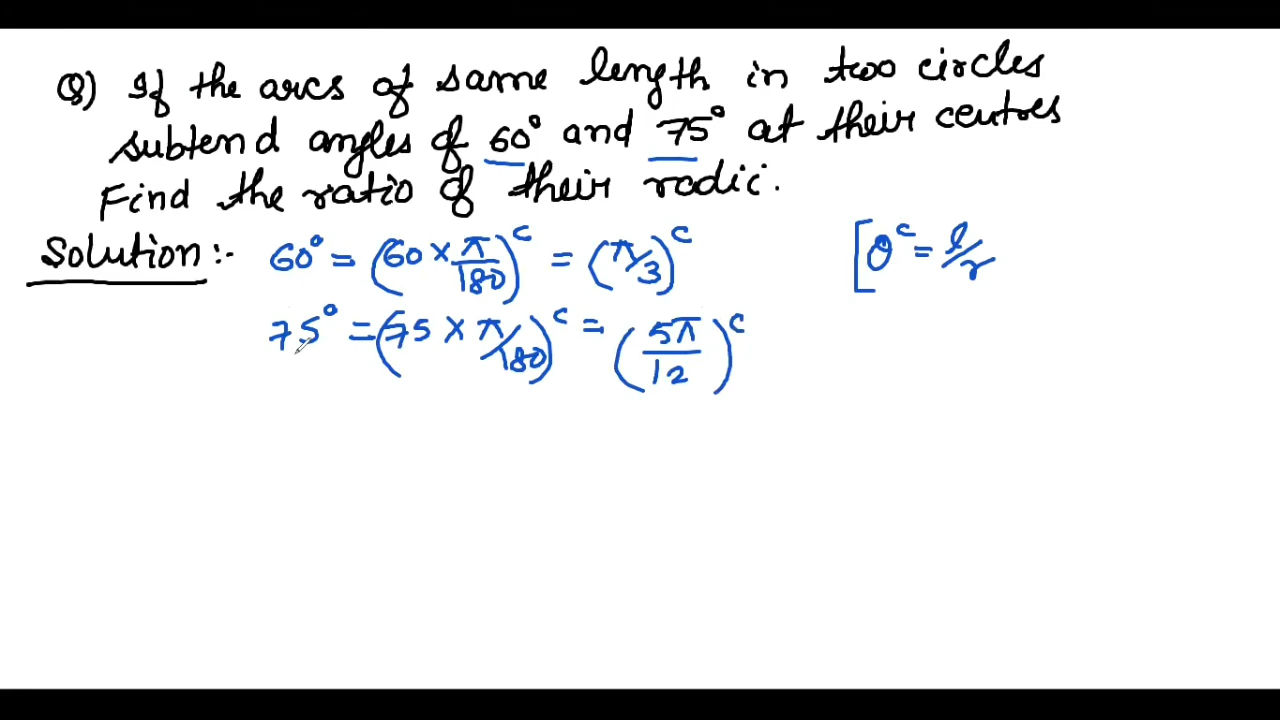 Q) If the arcs of same length in two circles
subtend angles of 60° and 75° at their centres
Find the ratio of their radii.
Solution:- 60° = (60 × π/180)ᶜ = (π/3)ᶜ [θᶜ = l/r
75° = (75 × π/180)ᶜ = (5π/12)ᶜ